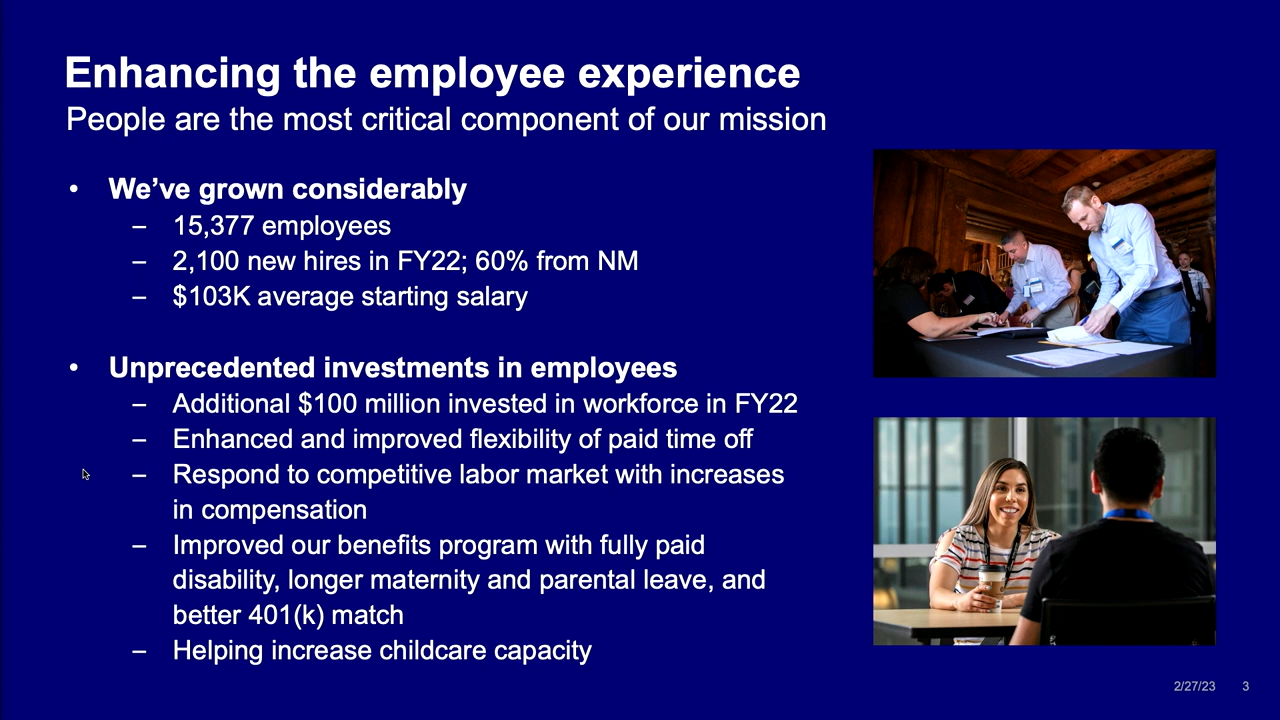 Enhancing the employee experience
People are the most critical component of our mission
• We’ve grown considerably
– 15,377 employees
– 2,100 new hires in FY22; 60% from NM
– $103K average starting salary
• Unprecedented investments in employees
– Additional $100 million invested in workforce in FY22
– Enhanced and improved flexibility of paid time off
– Respond to competitive labor market with increases
in compensation
– Improved our benefits program with fully paid
disability, longer maternity and parental leave, and
better 401(k) match
– Helping increase childcare capacity
2/27/23 3